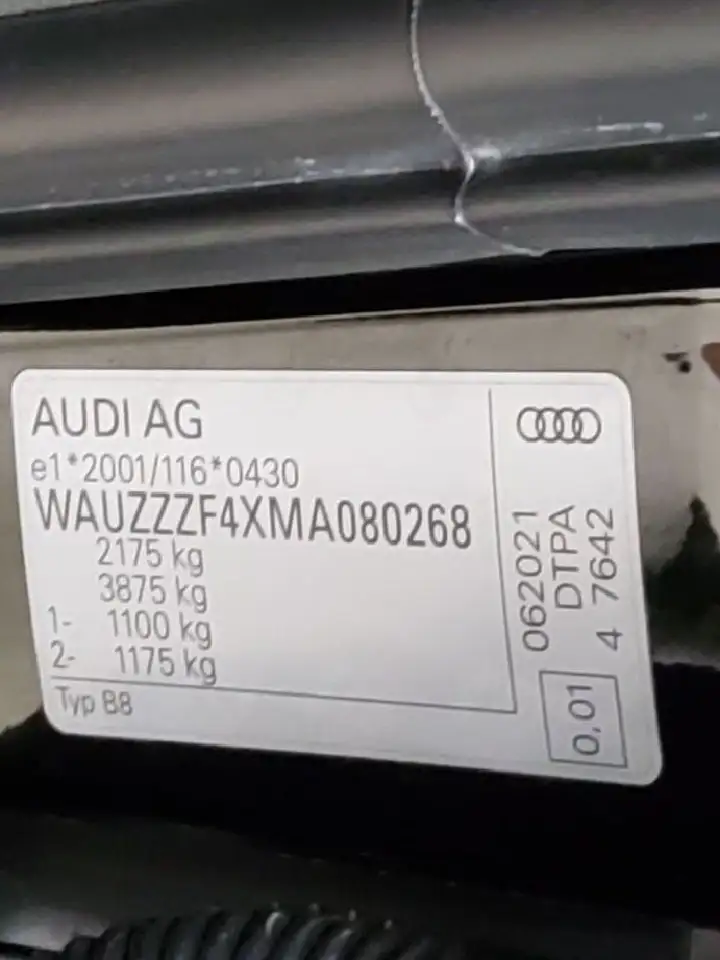 AUDI AG
e1*2001/116*0430
WAUZZZF4XMA080268
2175 kg
3875 kg
1- 1100 kg
2- 1175 kg
Typ B8
062021
DTPA
4 7642
0,01